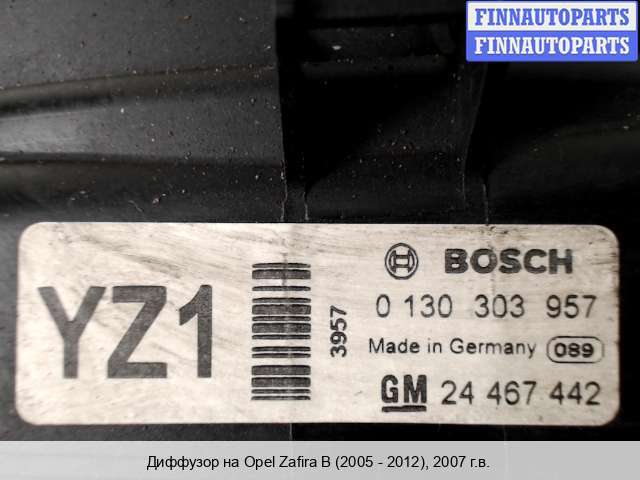 FINNAUTOPARTS
FINNAUTOPARTS
YZ1
3957
BOSCH
0 130 303 957
Made in Germany 089
GM 24 467 442
Диффузор на Opel Zafira B (2005 - 2012), 2007 г.в.